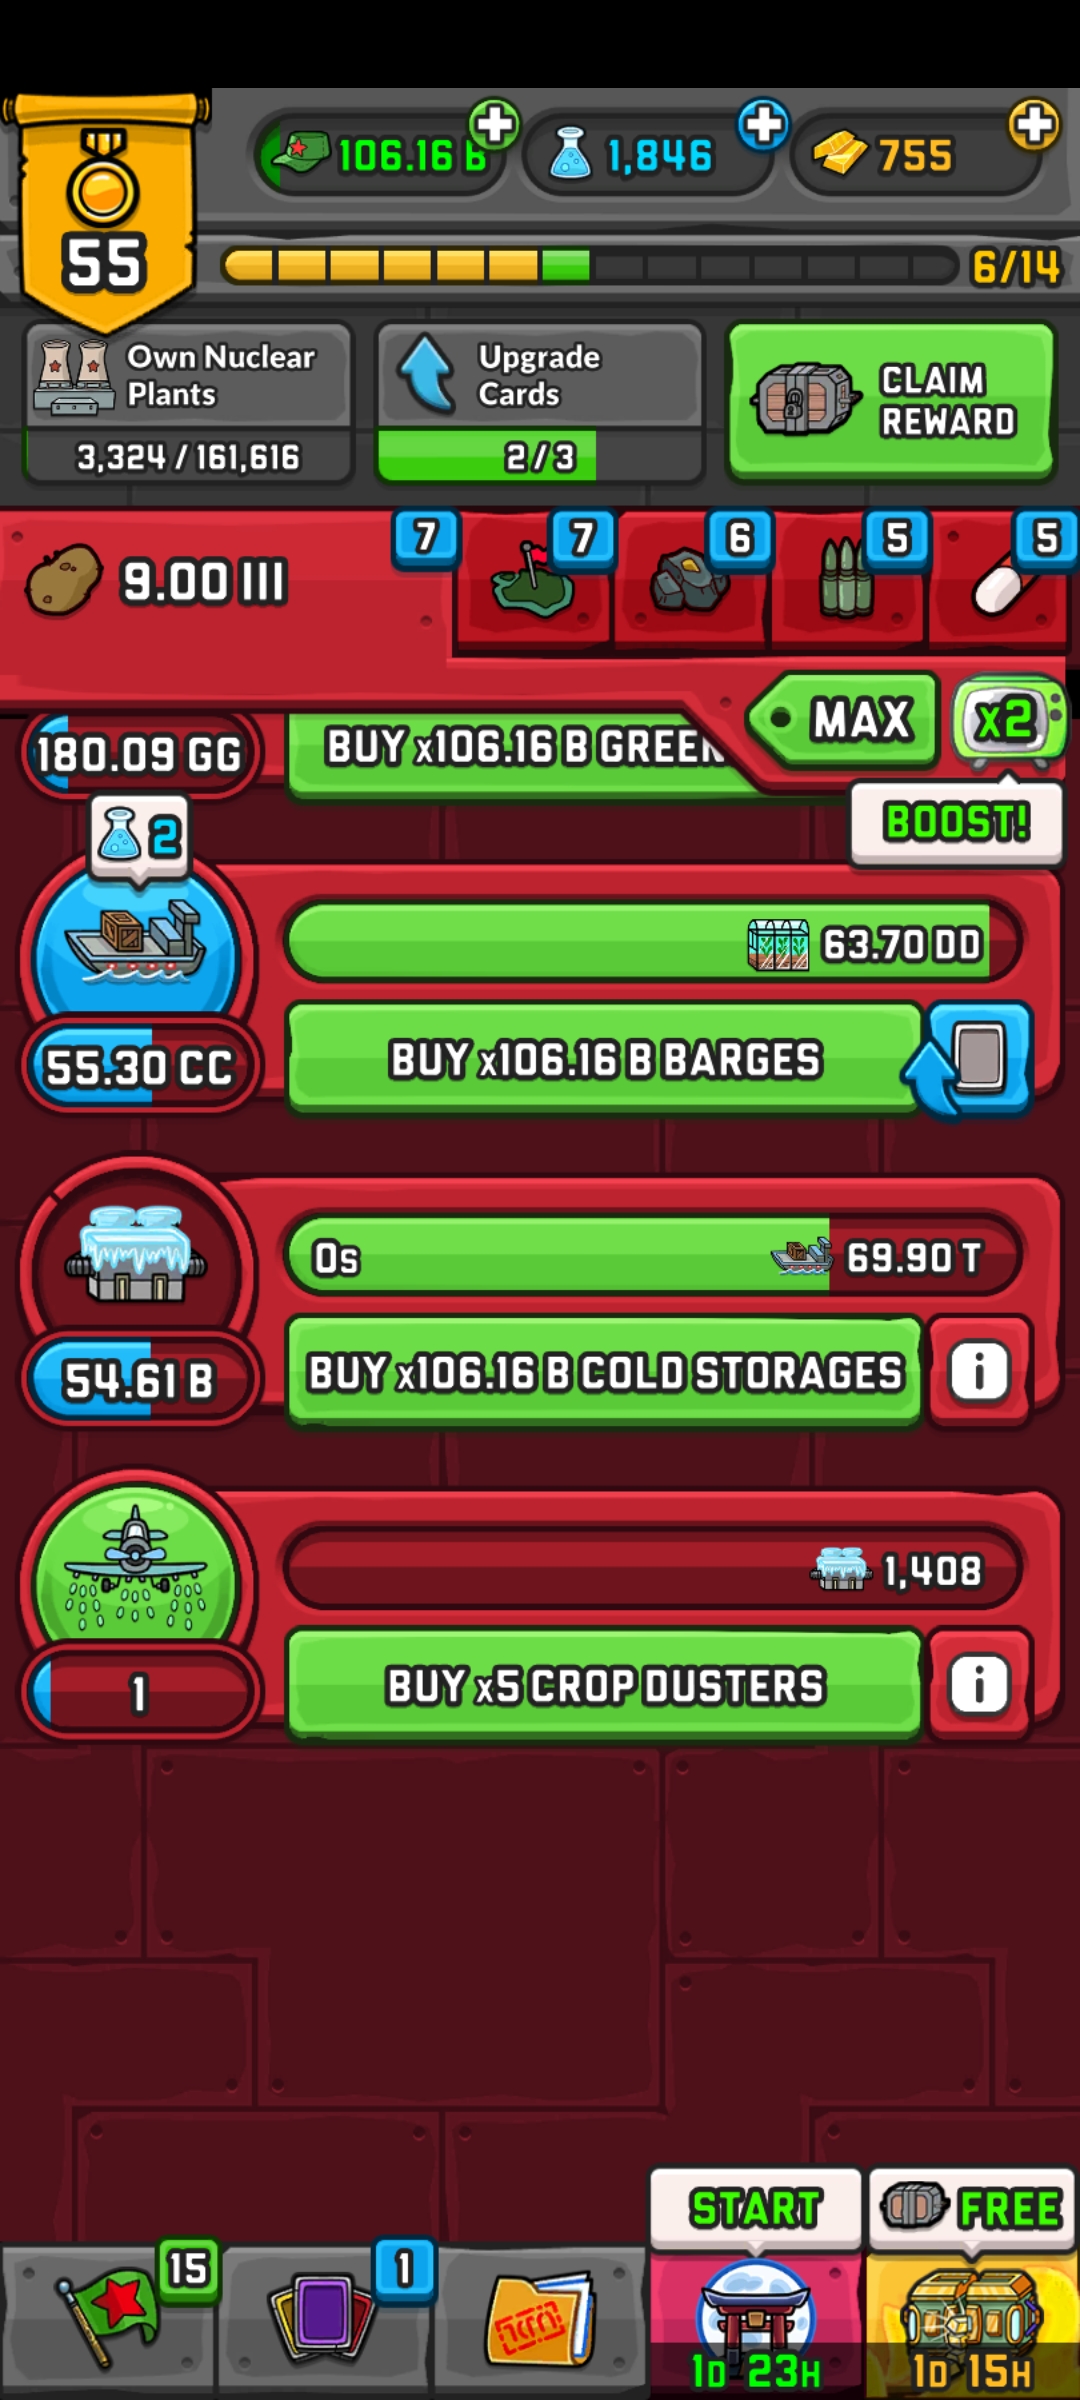 106.16 B
1,846
755
55
6/14
Own Nuclear
Plants
3,324 / 161,616
Upgrade
Cards
2/3
CLAIM
REWARD
9.00 III
7
7
6
5
5
MAX
x2
BOOST!
180.09 GG
BUY x106.16 B GREEN
2
63.70 DD
55.30 CC
BUY x106.16 B BARGES
0s
69.90 T
54.61 B
BUY x106.16 B COLD STORAGES
i
1,408
1
BUY x5 CROP DUSTERS
i
START
FREE
15
1
1D 23H
1D 15H